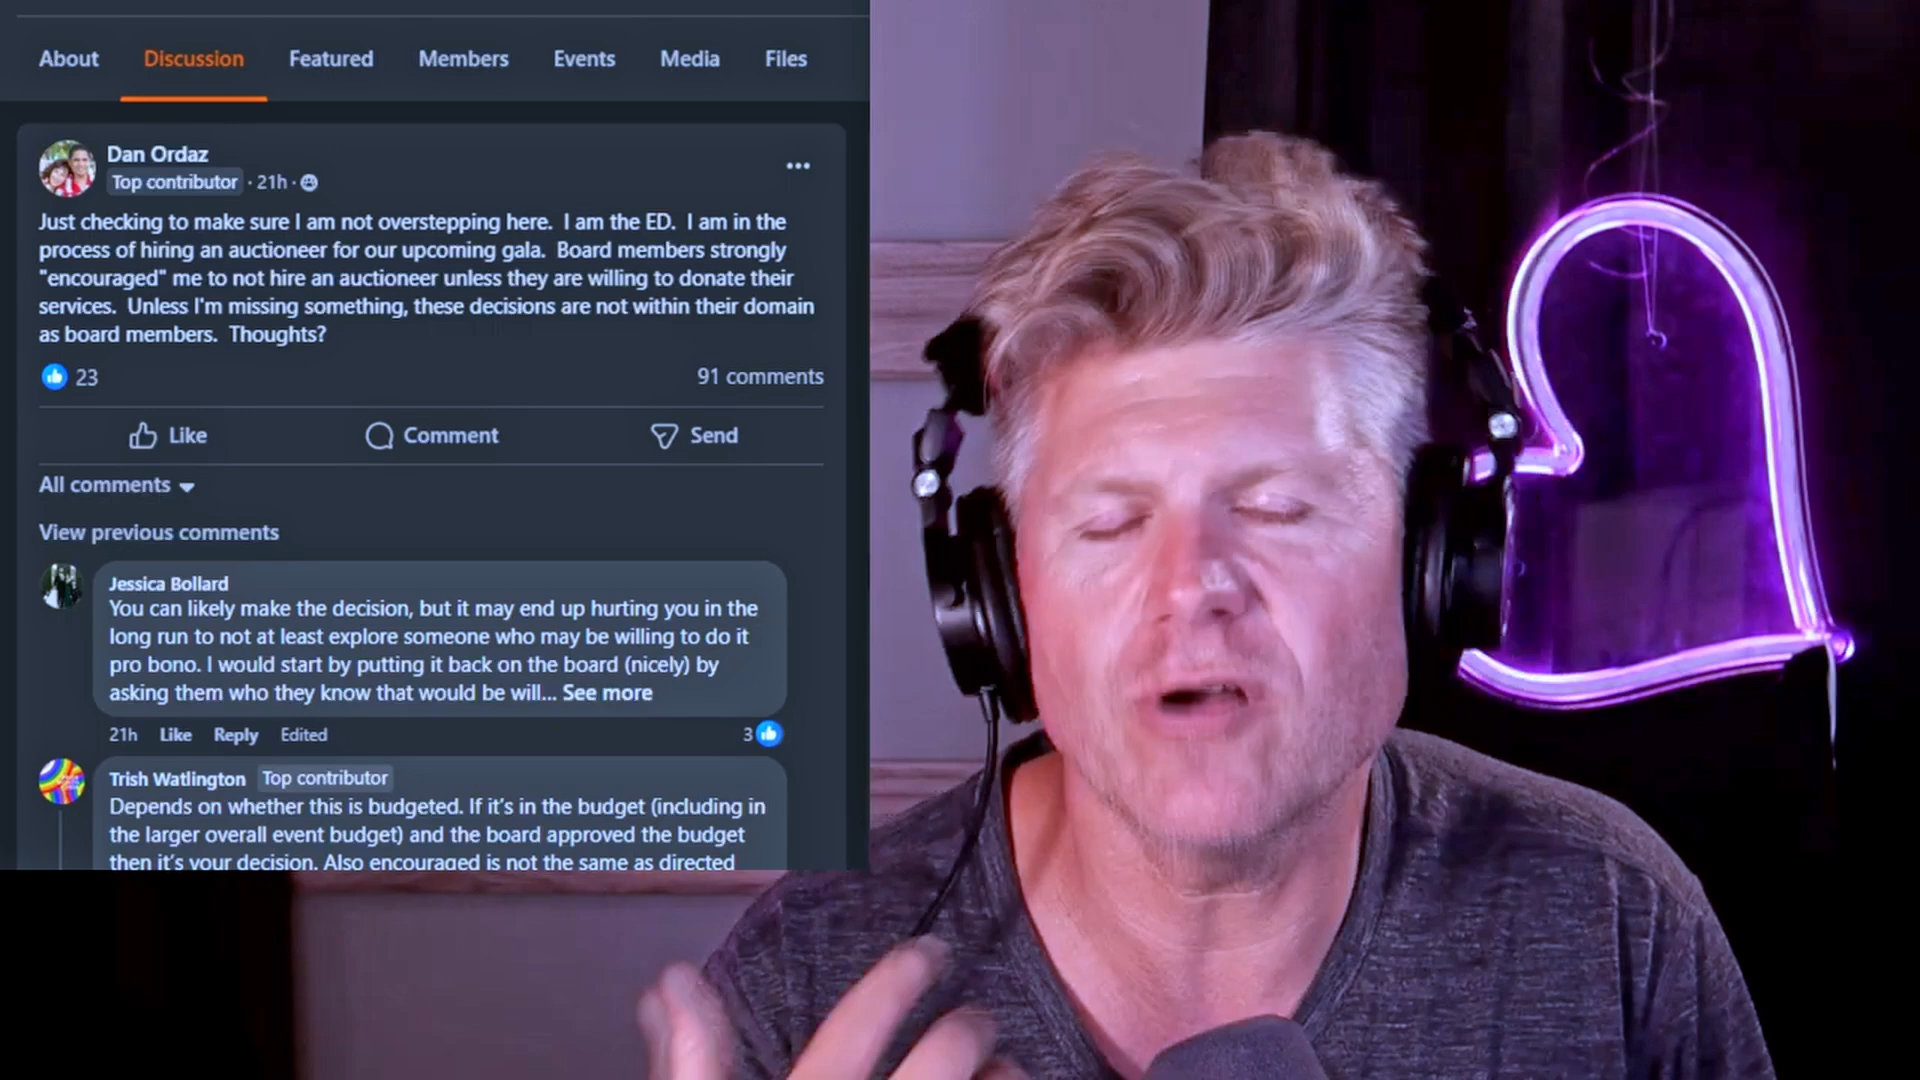 About Discussion Featured Members Events Media Files
Dan Ordaz
Top contributor · 21h ·
Just checking to make sure I am not overstepping here. I am the ED. I am in the
process of hiring an auctioneer for our upcoming gala. Board members strongly
"encouraged" me to not hire an auctioneer unless they are willing to donate their
services. Unless I'm missing something, these decisions are not within their domain
as board members. Thoughts?
23 91 comments
Like Comment Send
All comments
View previous comments
Jessica Bollard
You can likely make the decision, but it may end up hurting you in the
long run to not at least explore someone who may be willing to do it
pro bono. I would start by putting it back on the board (nicely) by
asking them who they know that would be will... See more
21h Like Reply Edited 3
Trish Watlington Top contributor
Depends on whether this is budgeted. If it's in the budget (including in
the larger overall event budget) and the board approved the budget
then it's your decision. Also encouraged is not the same as directed